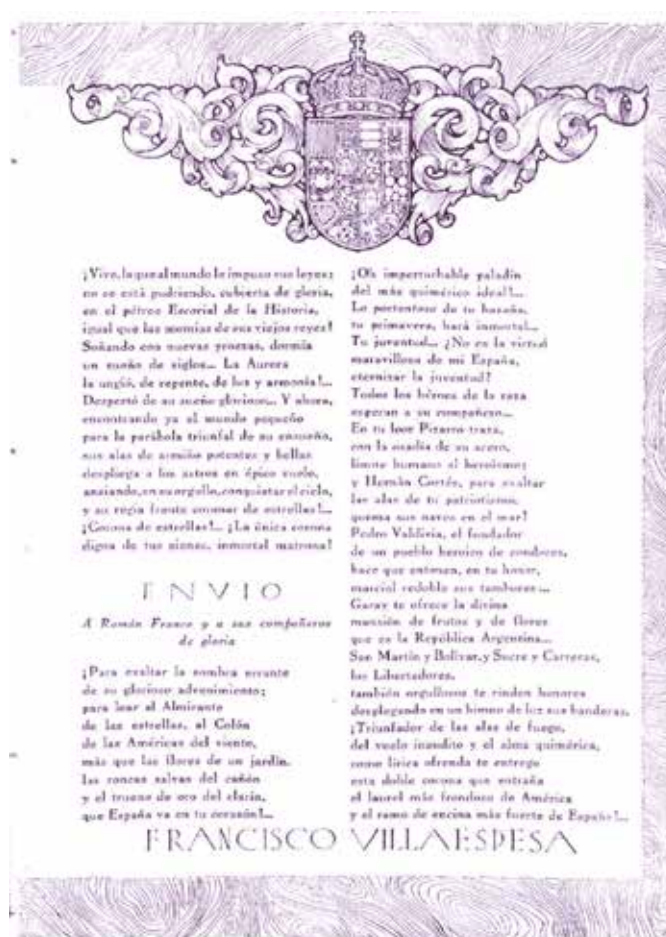 ¡Vive, la que al mundo le impuso sus leyes;
no se está pudriendo, cubierta de gloria,
en el pétreo Escorial de la Historia,
igual que las momias de sus viejos reyes!
Soñando con nuevas proezas, dormía
un sueño de siglos... La Aurora
la ungió, de repente, de luz y armonía!...
Despertó de su sueño glorioso... Y ahora,
encontrando ya el mundo pequeño
para la parábola triunfal de su ensueño,
sus alas de armiño potentes y bellas
despliega a los astros en épico vuelo,
ansiando, en su orgullo, conquistar el cielo,
y su regia frente coronar de estrellas!...
¡Corona de estrellas!... ¡La única corona
digna de tus sienes, inmortal matrona!
ENVIO
A Ramón Franco y a sus compañeros
de gloria
¡Para exaltar la sombra errante
de su glorioso advenimiento;
para loar al Almirante
de las estrellas, al Colón
de las Américas del viento,
más que las flores de un jardín,
las roncas salvas del cañón
y el trueno de oro del clarín,
que España va en tu corazón!...
¡Oh imperturbable paladín
del más quimérico ideal!...
Lo portentoso de tu hazaña,
tu primavera, hará inmortal...
Tu juventud... ¿No es la virtud
maravillosa de mi España,
eternizar la juventud?
Todos los héroes de la raza
esperan a su compañero...
En tu loor Pizarro traza,
con la osadía de su acero,
límite humano al heroísmo;
y Hernán Cortés, para exaltar
las alas de tu patriotismo,
quema sus naves en el mar!
Pedro Valdivia, el fundador
de un pueblo heroico de condores,
hace que entonen, en tu honor,
marcial redoble sus tambores...
Garay te ofrece la divina
mansión de frutos y de flores
que es la República Argentina...
San Martín y Bolívar, y Sucre y Carreras,
los Libertadores,
también orgullosos te rinden honores
desplegando en un himno de luz sus banderas.
¡Triunfador de las alas de fuego,
del vuelo inaudito y el alma quimérica,
como lírica ofrenda te entrego
esta doble corona que entraña
el laurel más frondoso de América
y el ramo de encina más fuerte de España!...
FRANCISCO VILLAESPESA